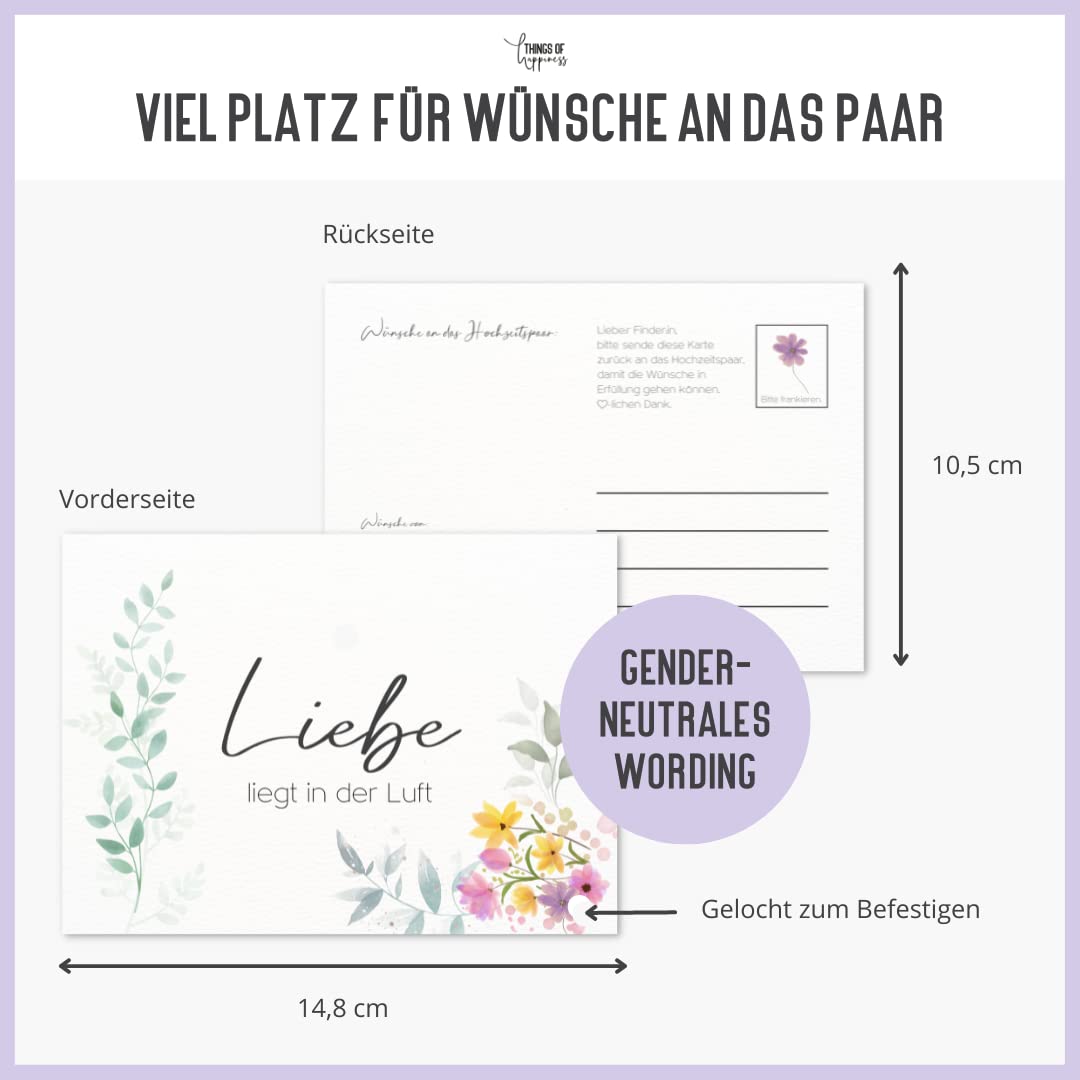 THINGS OF
happiness
VIEL PLATZ FÜR WÜNSCHE AN DAS PAAR
Rückseite
Wünsche an das Hochzeitspaar:
Lieber Finder:in,
bitte sende diese Karte
zurück an das Hochzeitspaar,
damit die Wünsche in
Erfüllung gehen können.
♡-lichen Dank.
Bitte frankieren.
10,5 cm
Vorderseite
Wünsche von:
Liebe
liegt in der Luft
GENDER-
NEUTRALES
WORDING
Gelocht zum Befestigen
14,8 cm